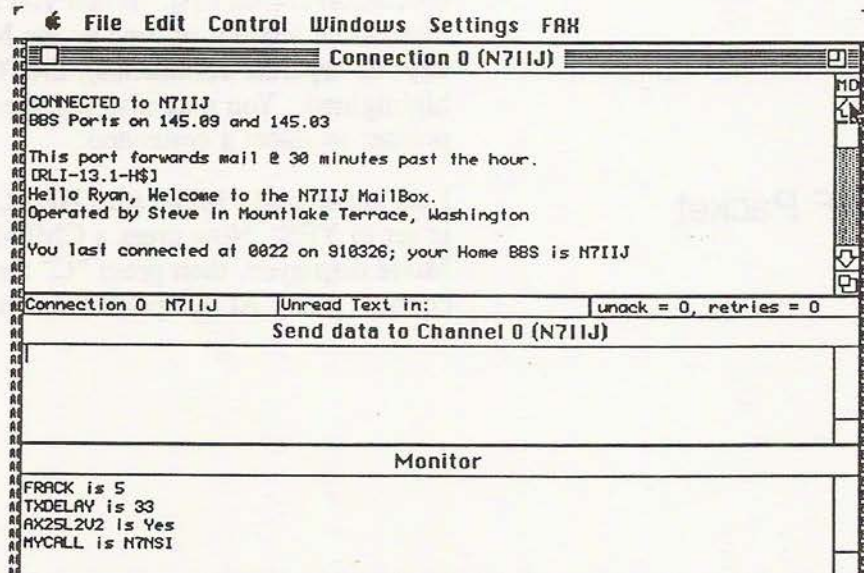 File Edit Control Windows Settings FAX
Connection 0 (N7IIJ)
MD
CONNECTED to N7IIJ
BBS Ports on 145.09 and 145.03
This port forwards mail @ 30 minutes past the hour.
[RLI-13.1-H$]
Hello Ryan, Welcome to the N7IIJ MailBox.
Operated by Steve in Mountlake Terrace, Washington
You last connected at 0022 on 910326; your Home BBS is N7IIJ
Connection 0 N7IIJ Unread Text in: unack = 0, retries = 0
Send data to Channel 0 (N7IIJ)
Monitor
FRACK is 5
TXDELAY is 33
AX25L2V2 is Yes
MYCALL is N7NSI